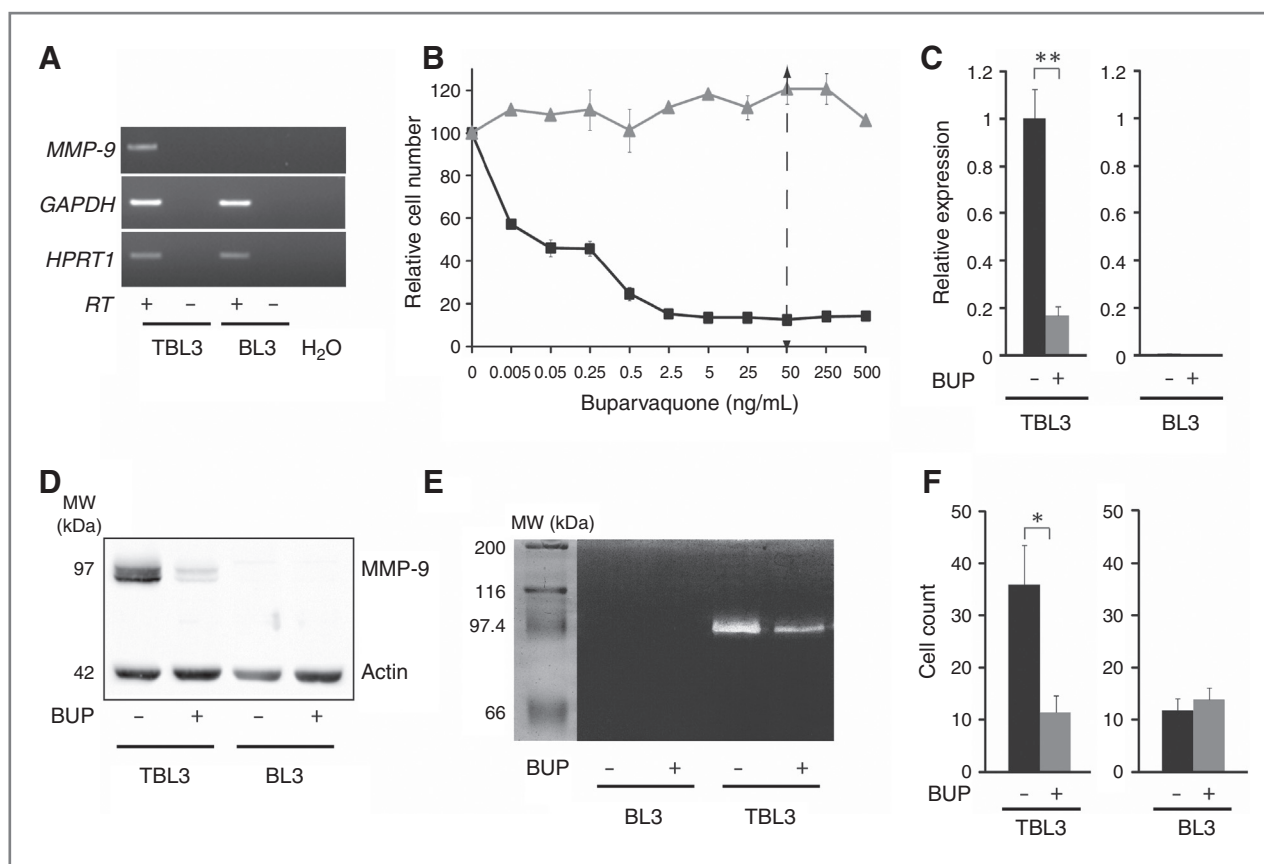 A
MMP-9
GAPDH
HPRT1
RT + – + –
TBL3 BL3 H₂O
B
Relative cell number
120
100
80
60
40
20
0
0 0.005 0.05 0.25 0.5 2.5 5 25 50 250 500
Buparvaquone (ng/mL)
C
**
Relative expression
1.2 1.2
1 1
0.8 0.8
0.6 0.6
0.4 0.4
0.2 0.2
0 0
BUP – + – +
TBL3 BL3
D
MW
(kDa)
97 MMP-9
42 Actin
BUP – + – +
TBL3 BL3
E
MW (kDa)
200
116
97.4
66
BUP – + – +
BL3 TBL3
F
*
Cell count
50 50
40 40
30 30
20 20
10 10
0 0
BUP – + – +
TBL3 BL3